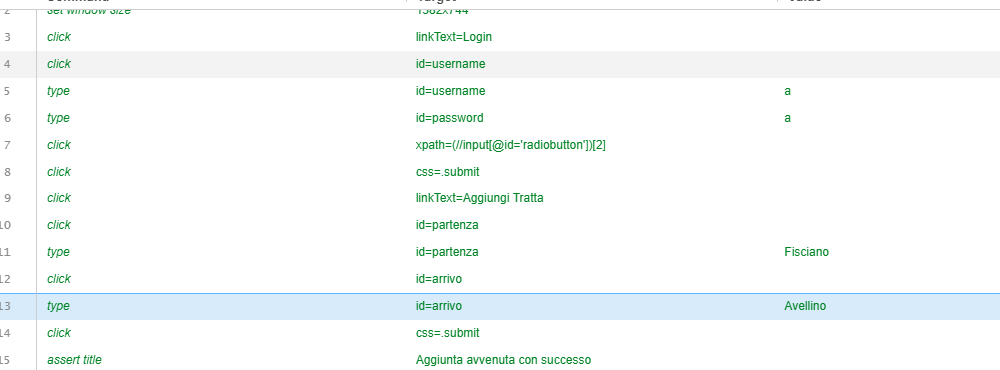 2 set window size 1382x744
3 click linkText=Login
4 click id=username
5 type id=username a
6 type id=password a
7 click xpath=(//input[@id='radiobutton'])[2]
8 click css=.submit
9 click linkText=Aggiungi Tratta
10 click id=partenza
11 type id=partenza Fisciano
12 click id=arrivo
13 type id=arrivo Avellino
14 click css=.submit
15 assert title Aggiunta avvenuta con successo